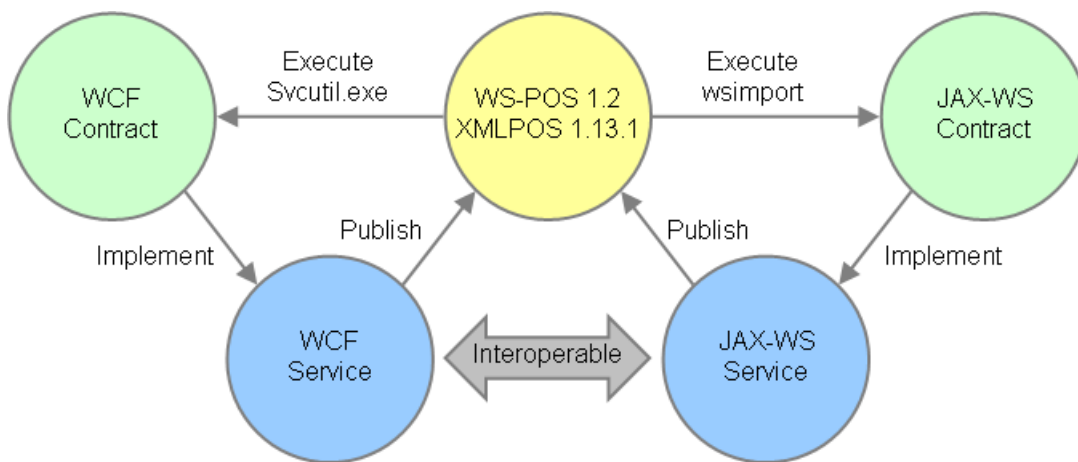 Execute
Svcutil.exe
Execute
wsimport
WCF
Contract
WS-POS 1.2
XMLPOS 1.13.1
JAX-WS
Contract
Implement
Publish
Publish
Implement
WCF
Service
Interoperable
JAX-WS
Service